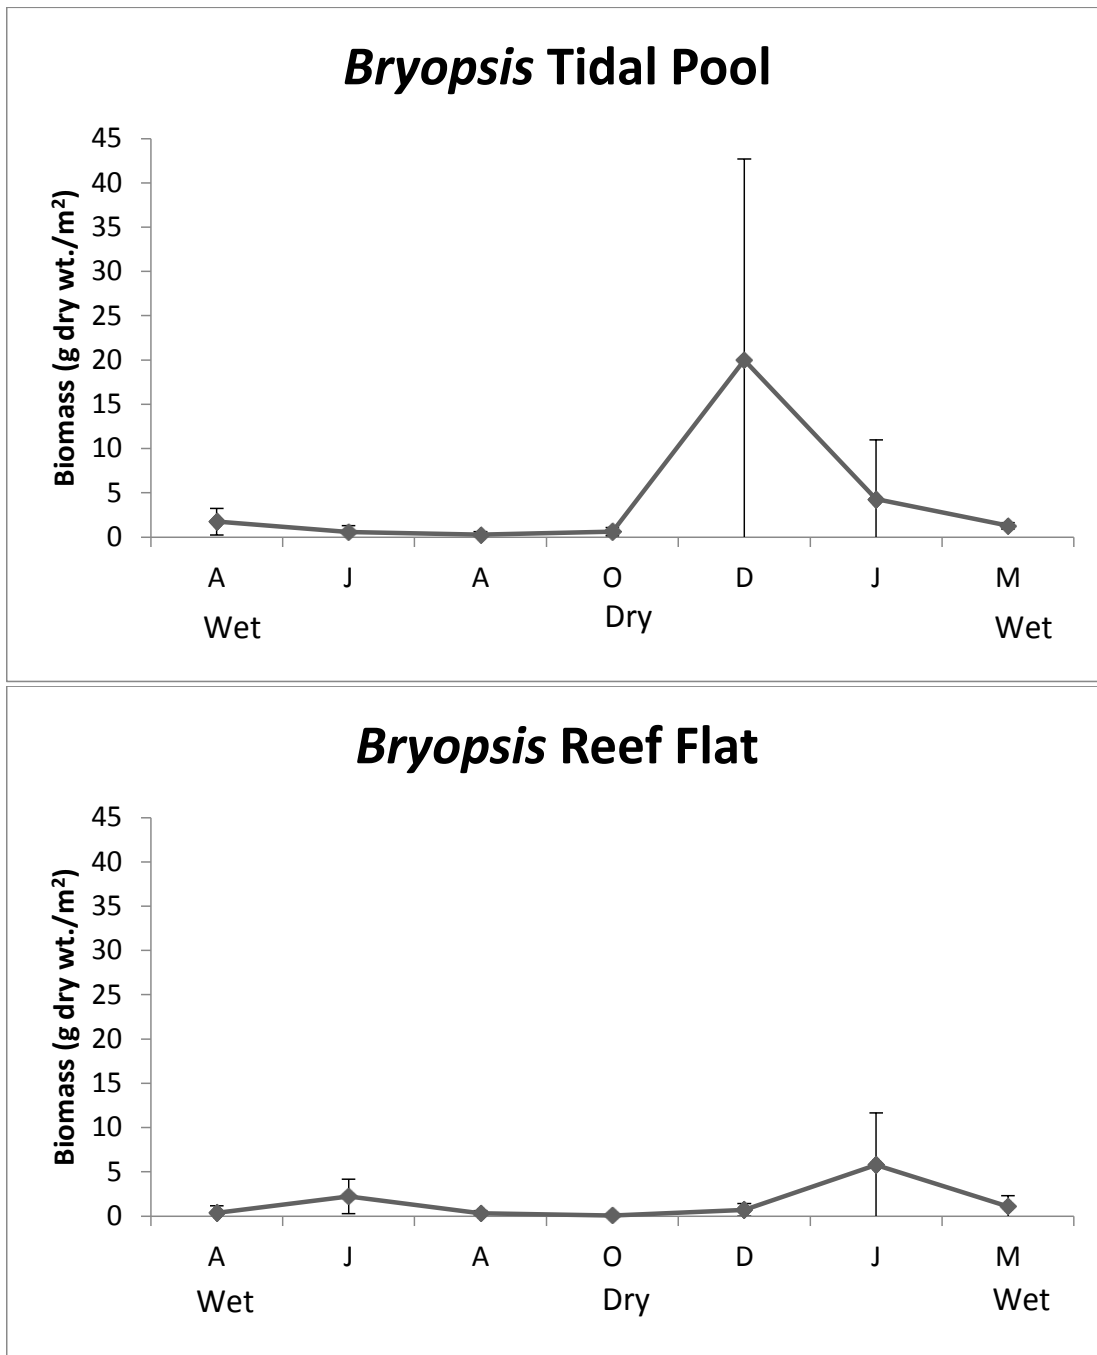 Bryopsis Tidal Pool
Biomass (g dry wt./m²)
45
40
35
30
25
20
15
10
5
0
A J A O D J M
Wet Dry Wet
Bryopsis Reef Flat
Biomass (g dry wt./m²)
45
40
35
30
25
20
15
10
5
0
A J A O D J M
Wet Dry Wet